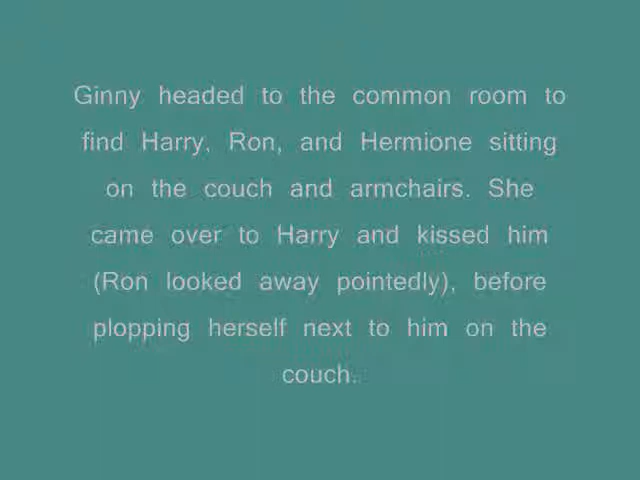 Ginny headed to the common room to
find Harry, Ron, and Hermione sitting
on the couch and armchairs. She
came over to Harry and kissed him
(Ron looked away pointedly), before
plopping herself next to him on the
couch.